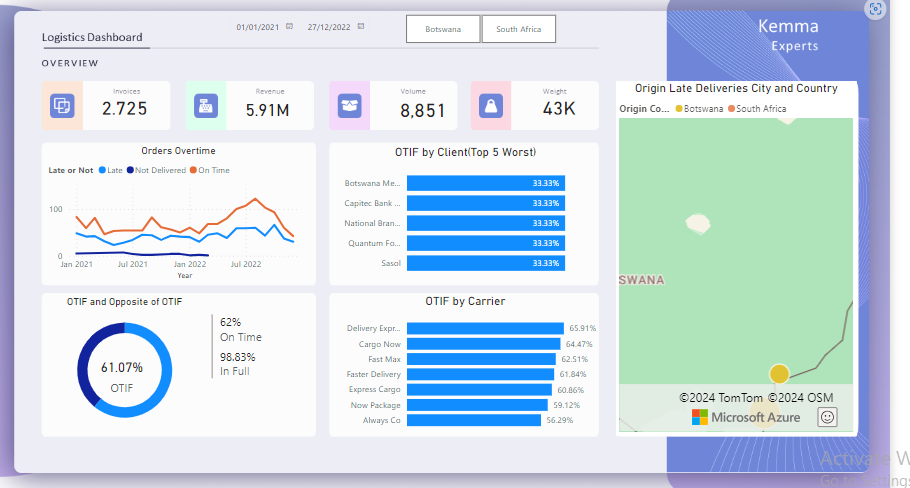 Logistics Dashboard
01/01/2021
27/12/2022
Botswana
South Africa
Kemma
Experts
OVERVIEW
Invoices
2.725
Revenue
5.91M
Volume
8,851
Weight
43K
Orders Overtime
Late or Not
Late
Not Delivered
On Time
100
0
Jan 2021
Jul 2021
Jan 2022
Jul 2022
Year
OTIF by Client(Top 5 Worst)
Botswana Me...
33.33%
Capitec Bank ...
33.33%
National Bran...
33.33%
Quantum Fo...
33.33%
Sasol
33.33%
Origin Late Deliveries City and Country
Origin Co...
Botswana
South Africa
SWANA
©2024 TomTom ©2024 OSM
Microsoft Azure
OTIF and Opposite of OTIF
61.07%
OTIF
62%
On Time
98.83%
In Full
OTIF by Carrier
Delivery Expr...
65.91%
Cargo Now
64.47%
Fast Max
62.51%
Faster Delivery
61.84%
Express Cargo
60.86%
Now Package
59.12%
Always Co
56.29%
Activate W
Go to
ttings